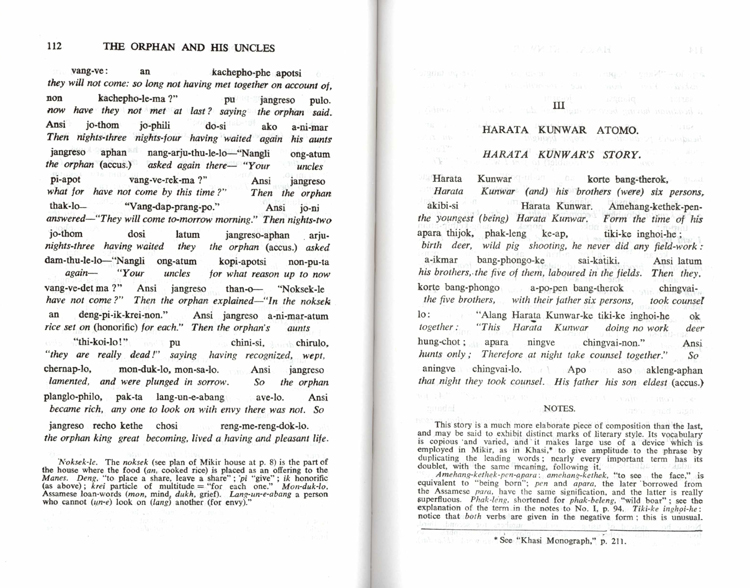 112 THE ORPHAN AND HIS UNCLES
vang-ve: an kachepho-phe apotsi
they will not come: so long not having met together on account of,
non kachepho-le-ma?" pu jangreso pulo.
now have they not met at last? saying the orphan said.
Ansi jo-thom jo-phili do-si ako a-ni-mar
Then nights-three nights-four having waited again his aunts
jangreso aphan nang-arju-thu-le-lo—"Nangli ong-atum
the orphan (accus.) asked again there— "Your uncles
pi-apot vang-ve-rek-ma?" Ansi jangreso
what for have not come by this time?" Then the orphan
thak-lo— "Vang-dap-prang-po." Ansi jo-ni
answered—"They will come to-morrow morning." Then nights-two
jo-thom dosi latum jangreso-aphan arju-
nights-three having waited they the orphan (accus.) asked
dam-thu-le-lo—"Nangli ong-atum kopi-apotsi non-pu-ta
again— "Your uncles for what reason up to now
vang-ve-det ma?" Ansi jangreso than-o— "Noksek-le
have not come?" Then the orphan explained—"In the noksek
an deng-pi-ik-krei-non." Ansi jangreso a-ni-mar-atum
rice set on (honorific) for each." Then the orphan's aunts
"thi-koi-lo!" pu chini-si, chirulo,
"they are really dead!" saying having recognized, wept,
chernap-lo, mon-duk-lo, mon-sa-lo. Ansi jangreso
lamented, and were plunged in sorrow. So the orphan
planglo-philo, pak-ta lang-un-e-abang ave-lo. Ansi
became rich, any one to look on with envy there was not. So
jangreso recho kethe chosi reng-me-reng-dok-lo.
the orphan king great becoming, lived a having and pleasant life.
Noksek-le. The noksek (see plan of Mikir house at p. 8) is the part of
the house where the food (an, cooked rice) is placed as an offering to the
Manes. Deng, "to place a share, leave a share"; pi "give"; ik honorific
(as above); krei particle of multitude = "for each one." Mon-duk-lo,
Assamese loan-words (mon, mind, dukh, grief). Lang-un-e-abang a person
who cannot (un-e) look on (lang) another (for envy)."
III
HARATA KUNWAR ATOMO.
HARATA KUNWAR'S STORY.
Harata Kunwar korte bang-therok,
Harata Kunwar (and) his brothers (were) six persons,
akibi-si Harata Kunwar. Amehang-kethek-pen-
the youngest (being) Harata Kunwar. Form the time of his
apara thijok, phak-leng ke-ap, tiki-ke inghoi-he;
birth deer, wild pig shooting, he never did any field-work:
a-ikmar bang-phongo-ke sai-katiki. Ansi latum
his brothers, the five of them, laboured in the fields. Then they.
korte bang-phongo a-po-pen bang-therok chingvai-
the five brothers, with their father six persons, took counsel
lo: "Alang Harata Kunwar-ke tiki-ke inghoi-he ok
together: "This Harata Kunwar doing no work deer
hung-chot; apara ningve chingvai-non." Ansi
hunts only; Therefore at night take counsel together." So
aningve chingvai-lo. Apo aso akleng-aphan
that night they took counsel. His father his son eldest (accus.)
NOTES.
This story is a much more elaborate piece of composition than the last,
and may be said to exhibit distinct marks of literary style. Its vocabulary
is copious and varied, and it makes large use of a device which is
employed in Mikir, as in Khasi,* to give amplitude to the phrase by
duplicating the leading words; nearly every important term has its
doublet, with the same meaning, following it.
Amehang-kethek-pen-apara; amehang-kethek, "to see the face," is
equivalent to "being born"; pen and apara, the later borrowed from
the Assamese para, have the same signification, and the latter is really
superfluous. Phak-leng, shortened for phak-beleng, "wild boar"; see the
explanation of the term in the notes to No. I, p. 94. Tiki-ke inghoi-he:
notice that both verbs are given in the negative form; this is unusual.
* See "Khasi Monograph," p. 211.